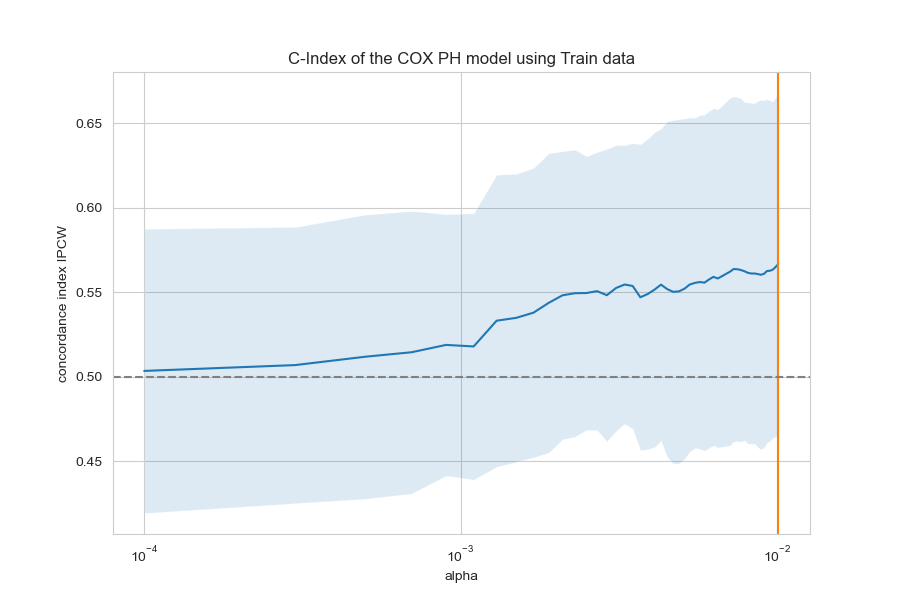 C-Index of the COX PH model using Train data
concordance index IPCW
0.65
0.60
0.55
0.50
0.45
10⁻⁴ 10⁻³ 10⁻²
alpha